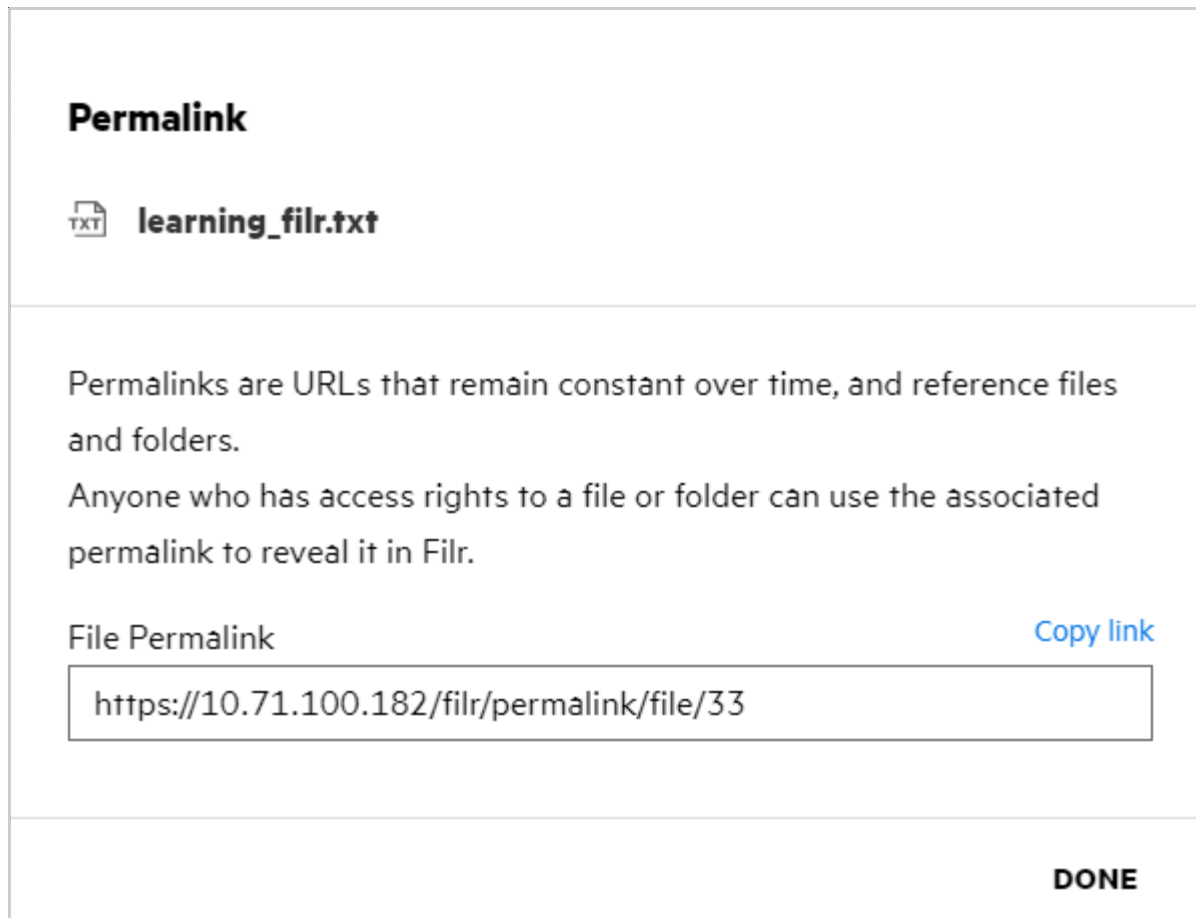 Permalink
TXT learning_filr.txt
Permalinks are URLs that remain constant over time, and reference files
and folders.
Anyone who has access rights to a file or folder can use the associated
permalink to reveal it in Filr.
File Permalink Copy link
https://10.71.100.182/filr/permalink/file/33
DONE